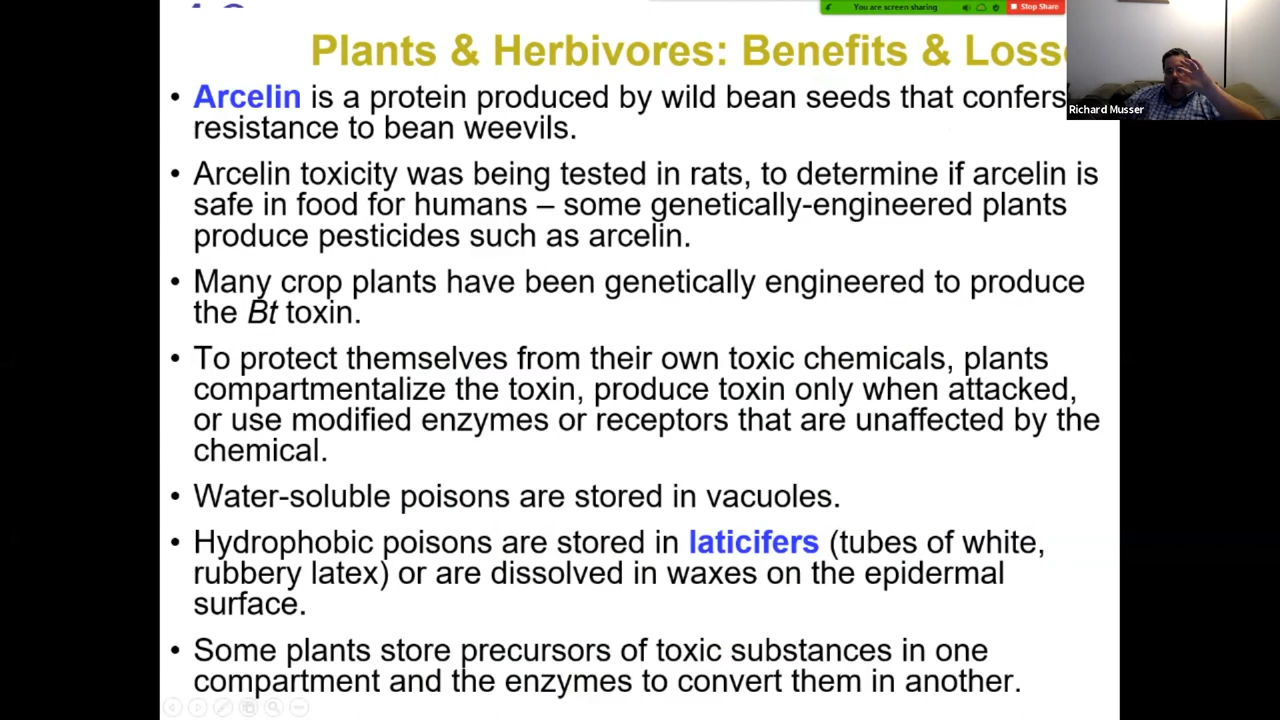 You are screen sharing
Stop Share
Plants & Herbivores: Benefits & Loss
Richard Musser
• Arcelin is a protein produced by wild bean seeds that confers
resistance to bean weevils.
• Arcelin toxicity was being tested in rats, to determine if arcelin is
safe in food for humans – some genetically-engineered plants
produce pesticides such as arcelin.
• Many crop plants have been genetically engineered to produce
the Bt toxin.
• To protect themselves from their own toxic chemicals, plants
compartmentalize the toxin, produce toxin only when attacked,
or use modified enzymes or receptors that are unaffected by the
chemical.
• Water-soluble poisons are stored in vacuoles.
• Hydrophobic poisons are stored in laticifers (tubes of white,
rubbery latex) or are dissolved in waxes on the epidermal
surface.
• Some plants store precursors of toxic substances in one
compartment and the enzymes to convert them in another.